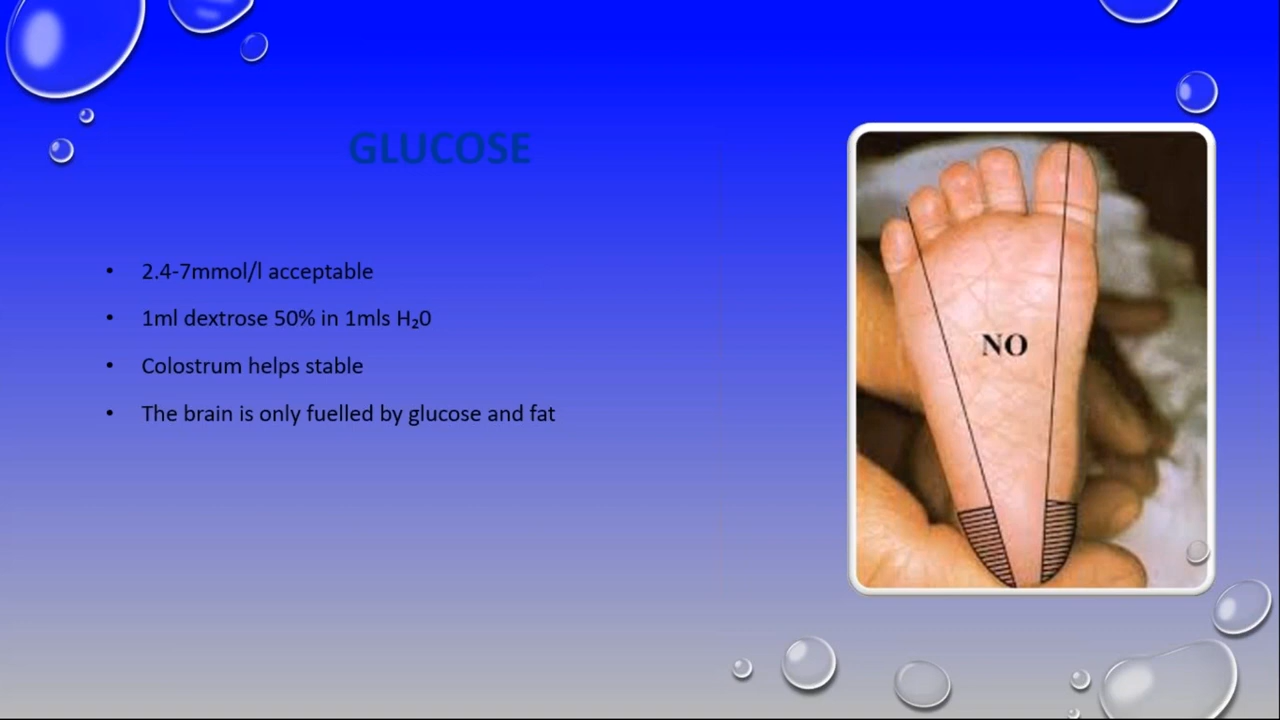 GLUCOSE
• 2.4-7mmol/l acceptable
• 1ml dextrose 50% in 1mls H₂0
• Colostrum helps stable
• The brain is only fuelled by glucose and fat
NO